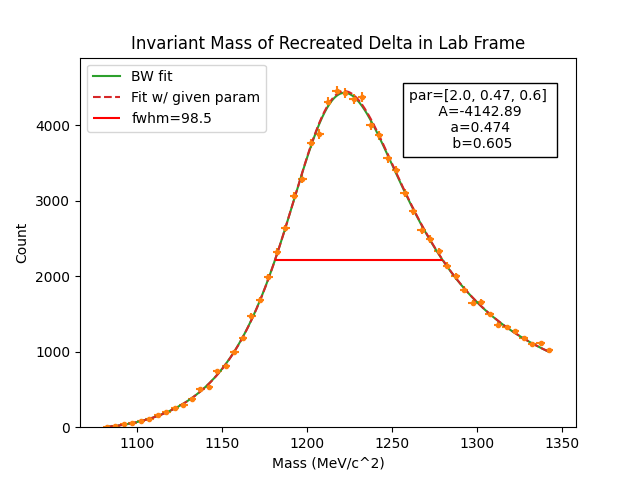 Invariant Mass of Recreated Delta in Lab Frame
BW fit
Fit w/ given param
fwhm=98.5
par=[2.0, 0.47, 0.6]
A=-4142.89
a=0.474
b=0.605
Count
4000
3000
2000
1000
0
1100
1150
1200
1250
1300
1350
Mass (MeV/c^2)